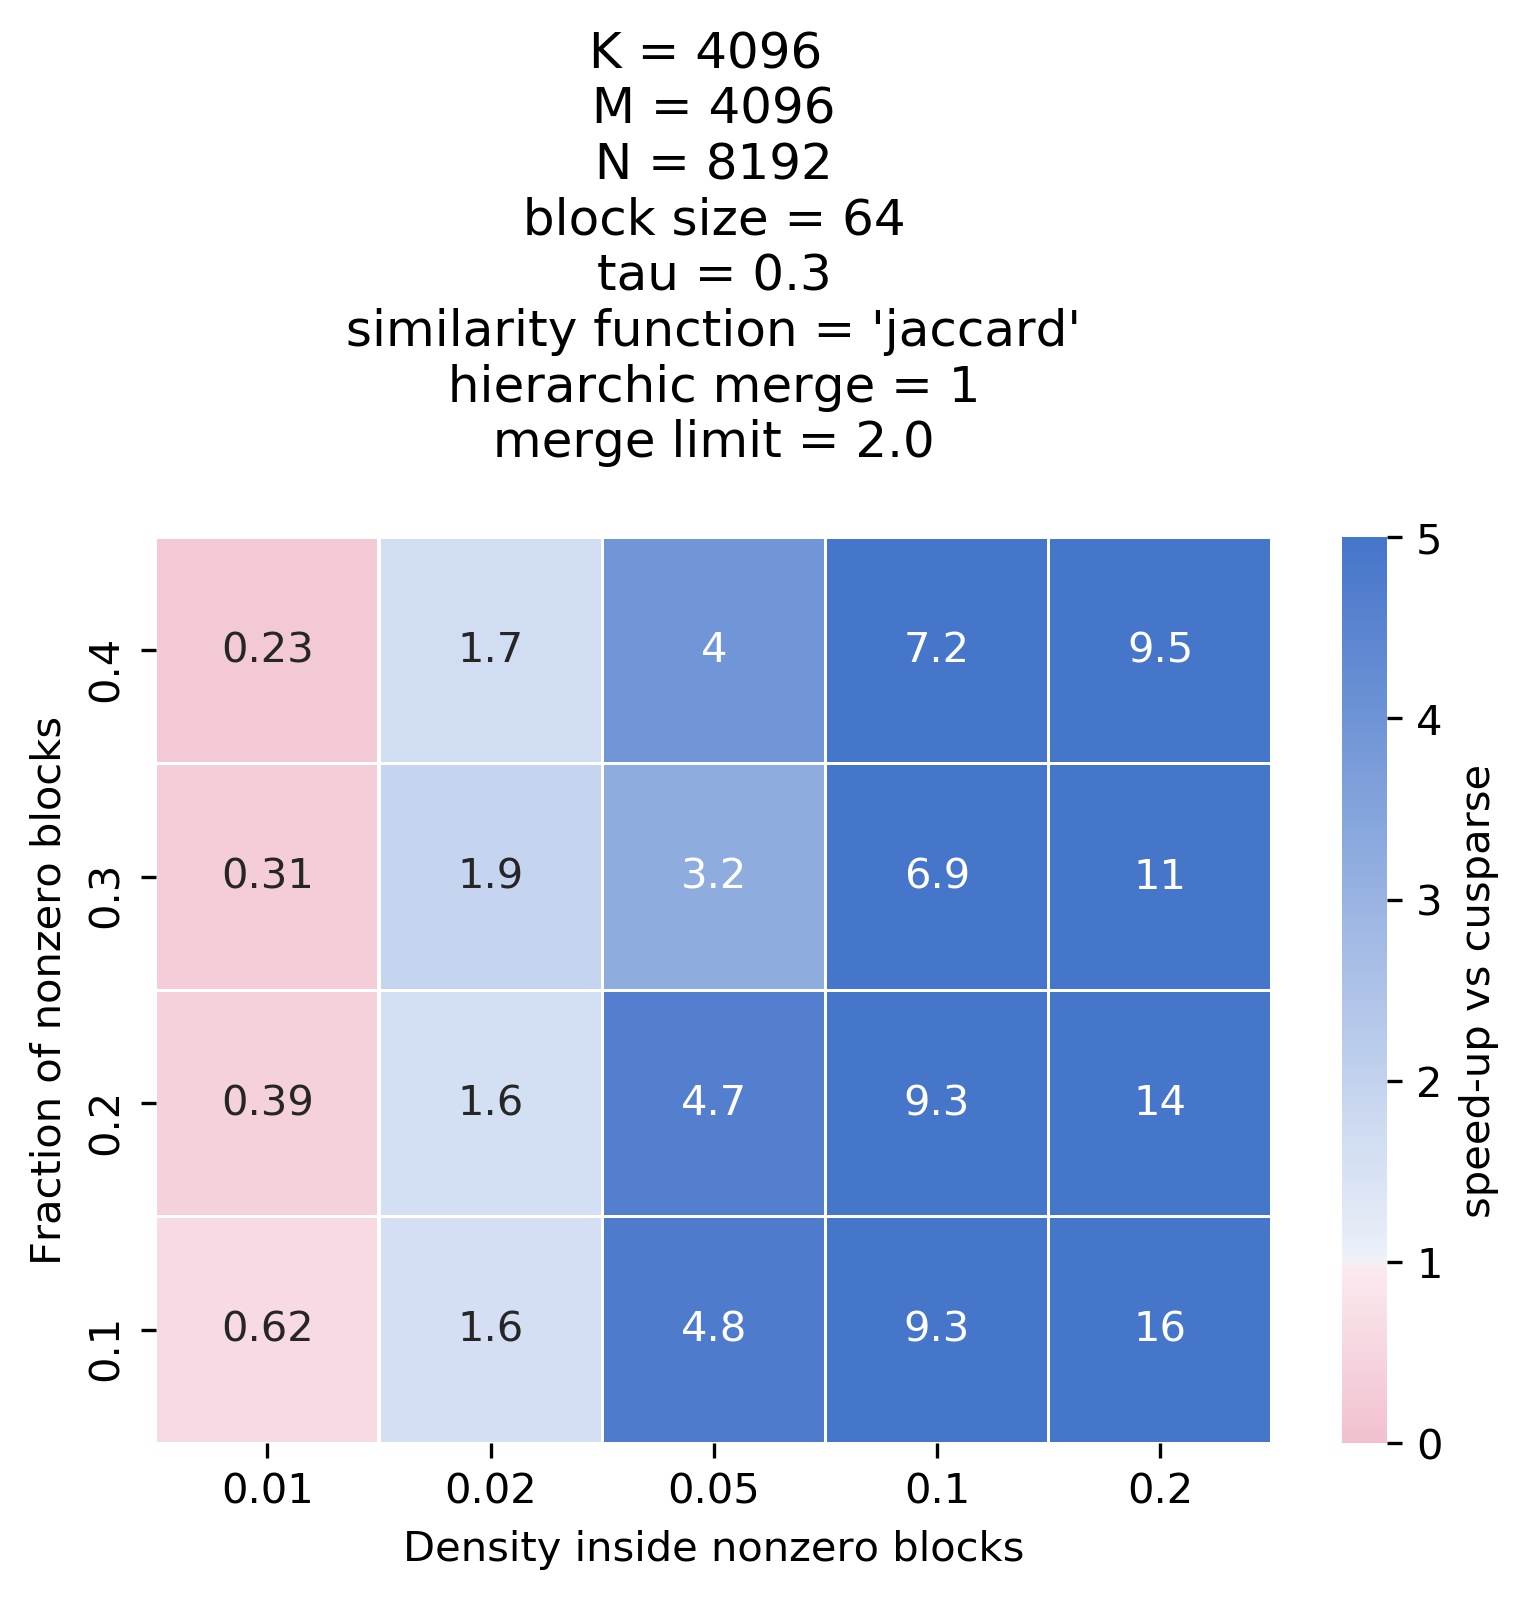 K = 4096
M = 4096
N = 8192
block size = 64
tau = 0.3
similarity function = 'jaccard'
hierarchic merge = 1
merge limit = 2.0
Fraction of nonzero blocks
0.4
0.23 1.7 4 7.2 9.5
0.3
0.31 1.9 3.2 6.9 11
0.2
0.39 1.6 4.7 9.3 14
0.1
0.62 1.6 4.8 9.3 16
0.01 0.02 0.05 0.1 0.2
Density inside nonzero blocks
5
4
3
2
1
0
speed-up vs cusparse